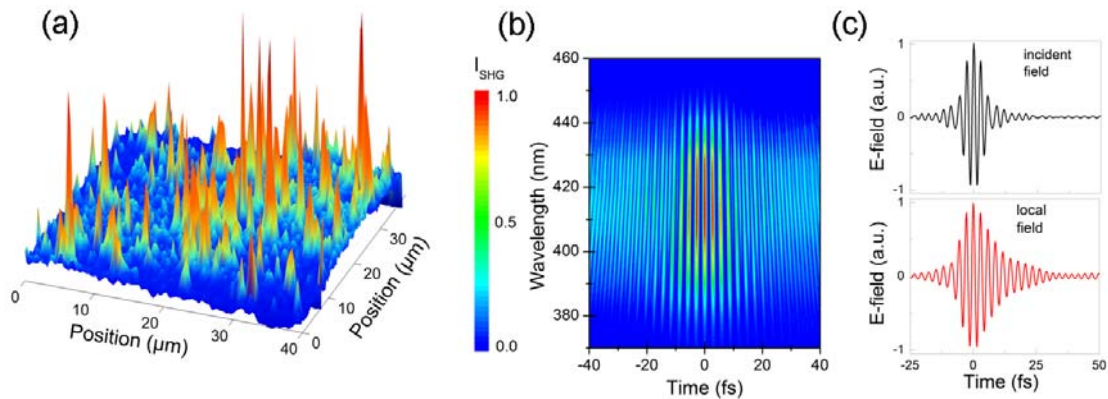 (a)
I_SHG
1.0
0.5
0.0
0
10
20
30
40
Position (µm)
0
10
20
30
Position (µm)
(b)
460
440
420
400
380
Wavelength (nm)
-40
-20
0
20
40
Time (fs)
(c)
incident
field
1
0
-1
E-field (a.u.)
local
field
1
0
-1
E-field (a.u.)
-25
0
25
50
Time (fs)